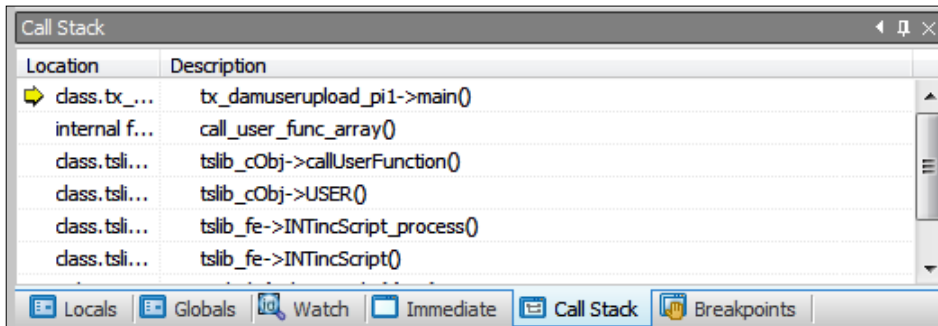 Call Stack
Location Description
class.tx_... tx_damuserupload_pi1->main()
internal f... call_user_func_array()
class.tsli... tslib_cObj->callUserFunction()
class.tsli... tslib_cObj->USER()
class.tsli... tslib_fe->INTincScript_process()
class.tsli... tslib_fe->INTincScript()
Locals Globals Watch Immediate Call Stack Breakpoints